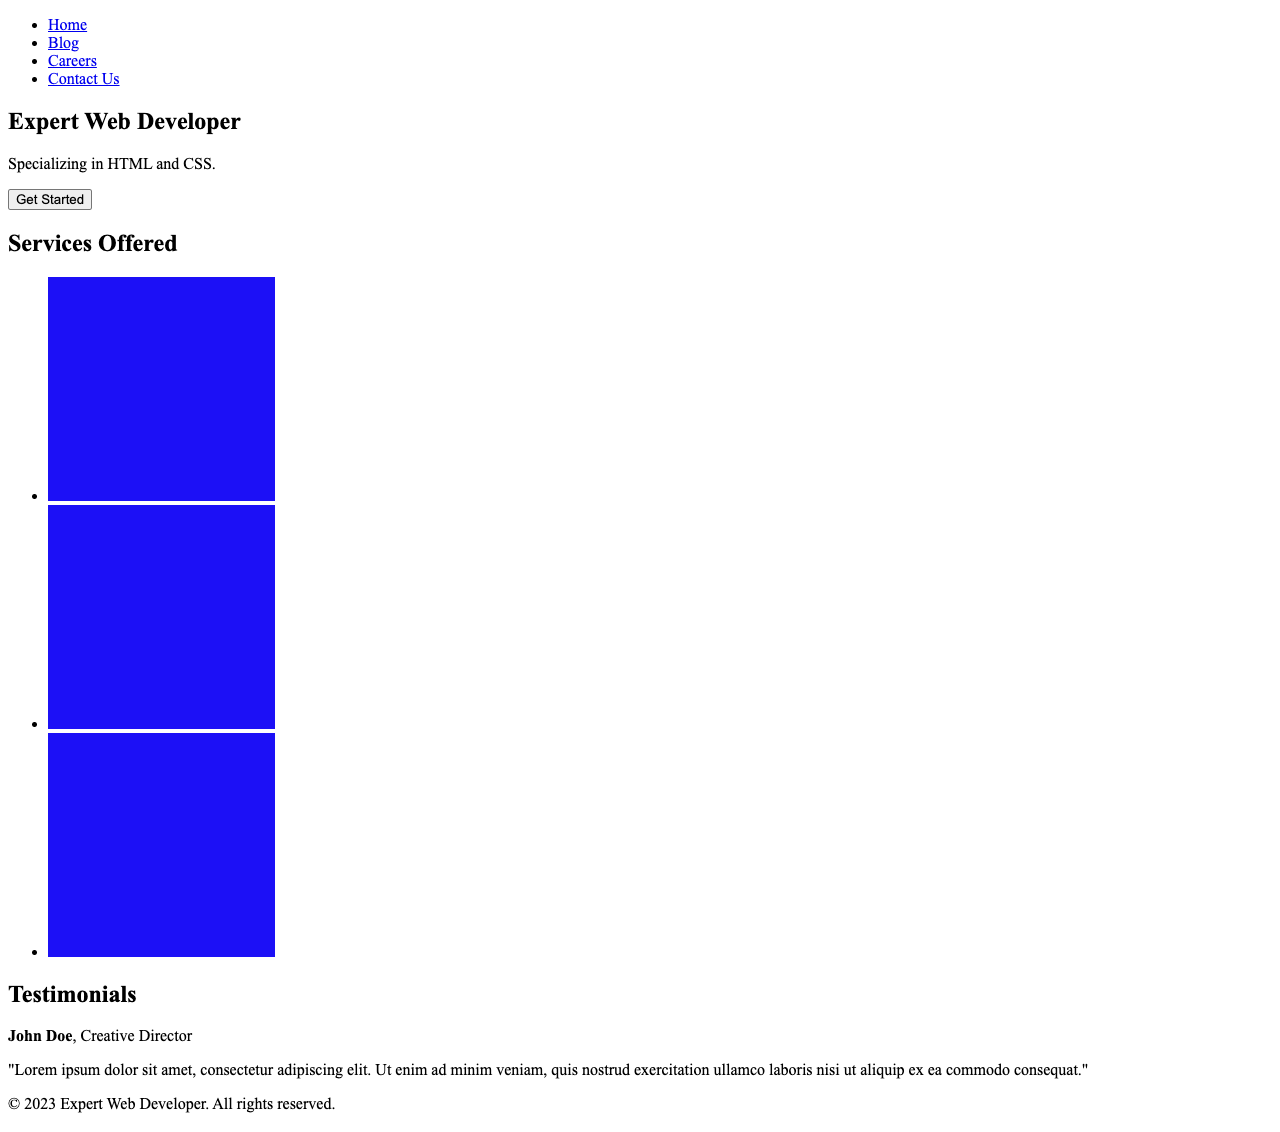 Home
Blog
Careers
Contact Us
Expert Web Developer
Specializing in HTML and CSS.
Get Started
Services Offered
Testimonials
John Doe, Creative Director
"Lorem ipsum dolor sit amet, consectetur adipiscing elit. Ut enim ad minim veniam, quis nostrud exercitation ullamco laboris nisi ut aliquip ex ea commodo consequat."
© 2023 Expert Web Developer. All rights reserved.